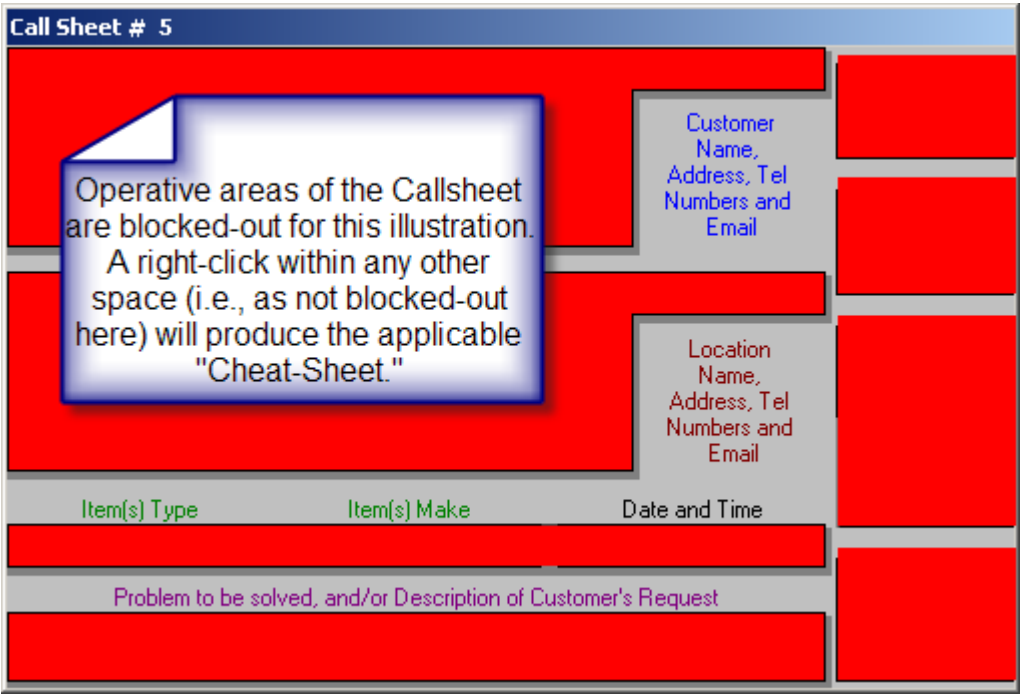 Call Sheet # 5
Operative areas of the Callsheet
are blocked-out for this illustration.
A right-click within any other
space (i.e., as not blocked-out
here) will produce the applicable
"Cheat-Sheet."
Customer
Name,
Address, Tel
Numbers and
Email
Location
Name,
Address, Tel
Numbers and
Email
Item(s) Type
Item(s) Make
Date and Time
Problem to be solved, and/or Description of Customer's Request